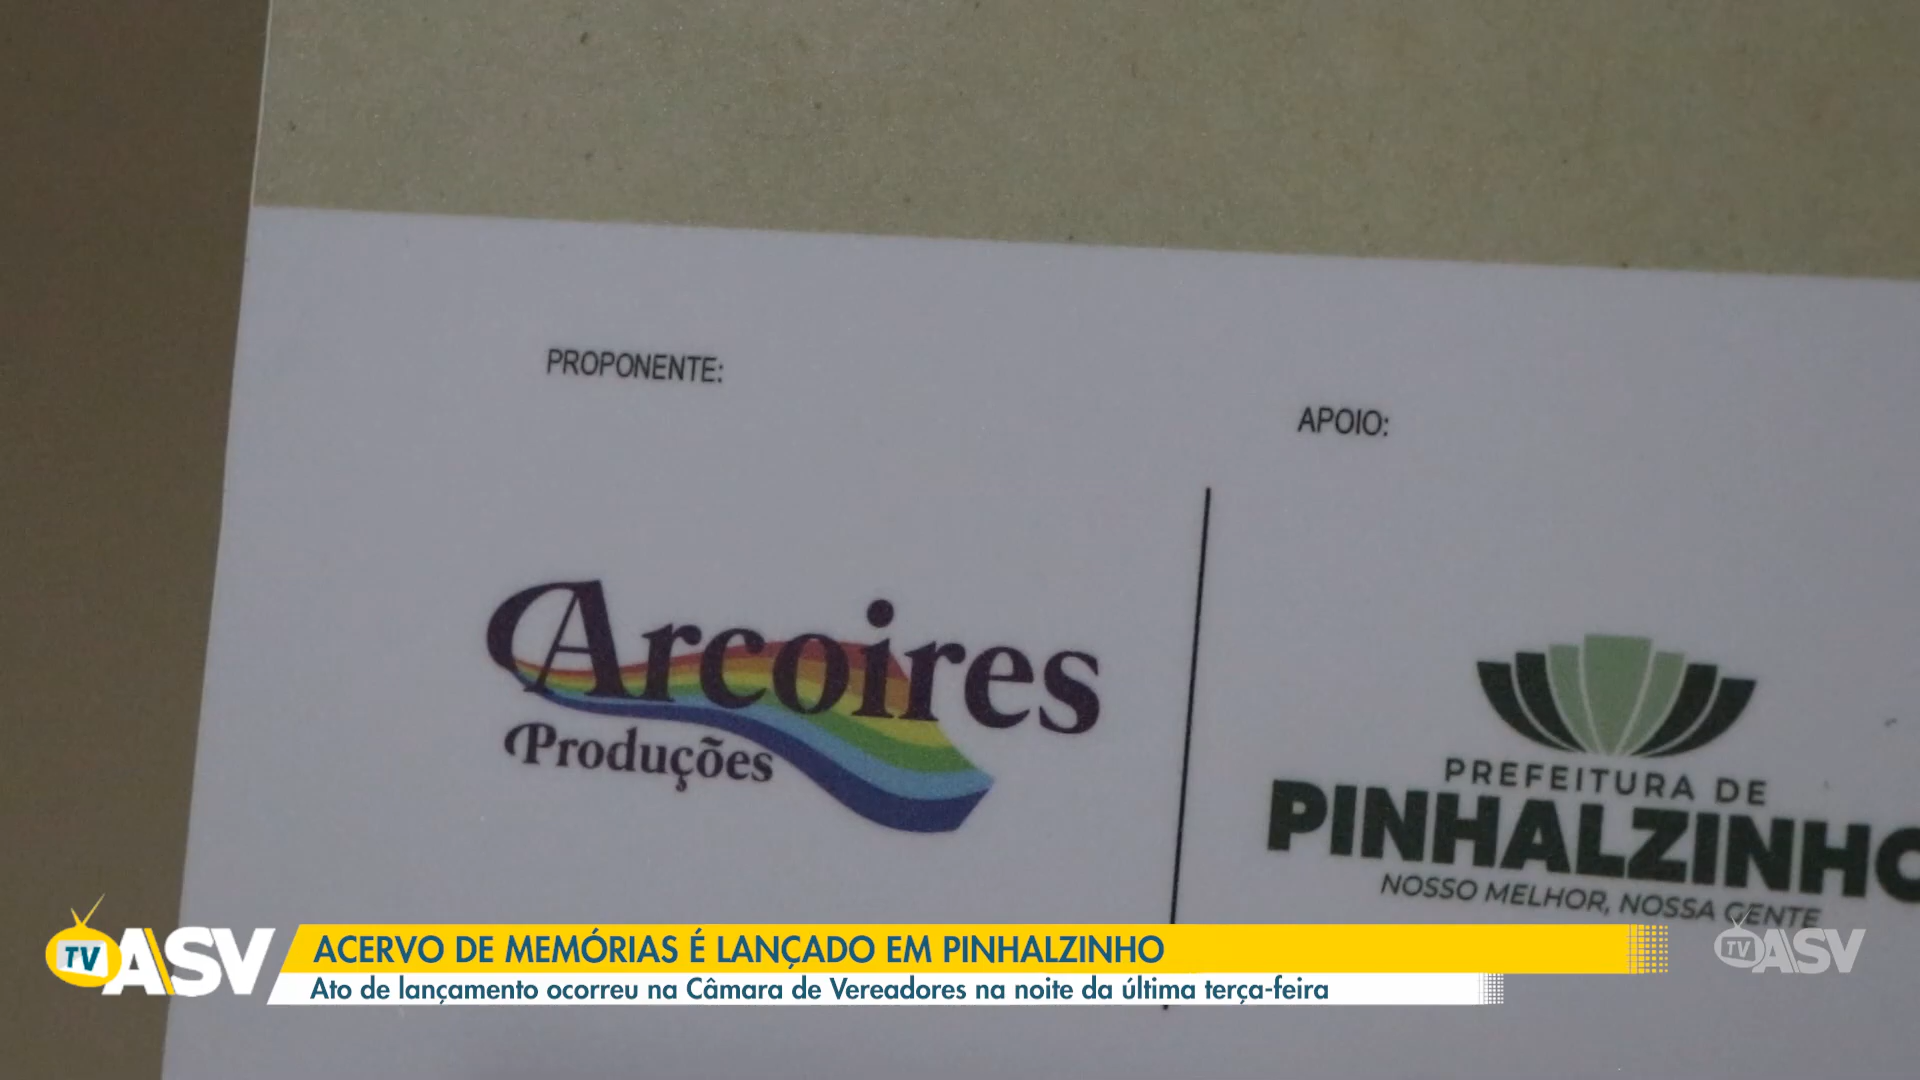 PROPONENTE:
APOIO:
Arcoires
Produções
PREFEITURA DE
PINHALZINHO
NOSSO MELHOR, NOSSA GENTE
TV ASV
ACERVO DE MEMÓRIAS É LANÇADO EM PINHALZINHO
Ato de lançamento ocorreu na Câmara de Vereadores na noite da última terça-feira
TV ASV